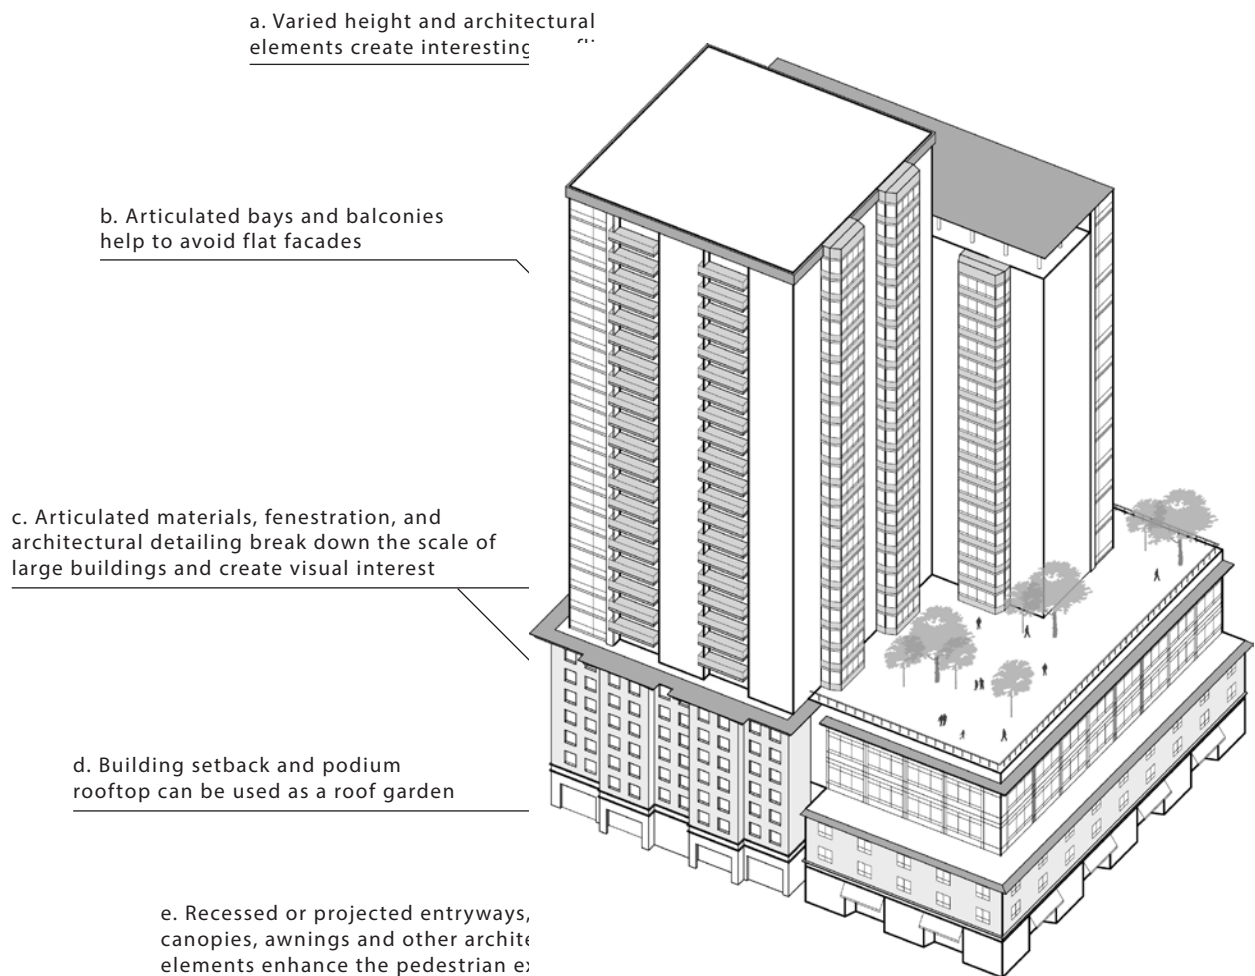 a. Varied height and architectural
elements create interesting
b. Articulated bays and balconies
help to avoid flat facades
c. Articulated materials, fenestration, and
architectural detailing break down the scale of
large buildings and create visual interest
d. Building setback and podium
rooftop can be used as a roof garden
e. Recessed or projected entryways,
canopies, awnings and other archite
elements enhance the pedestrian ex